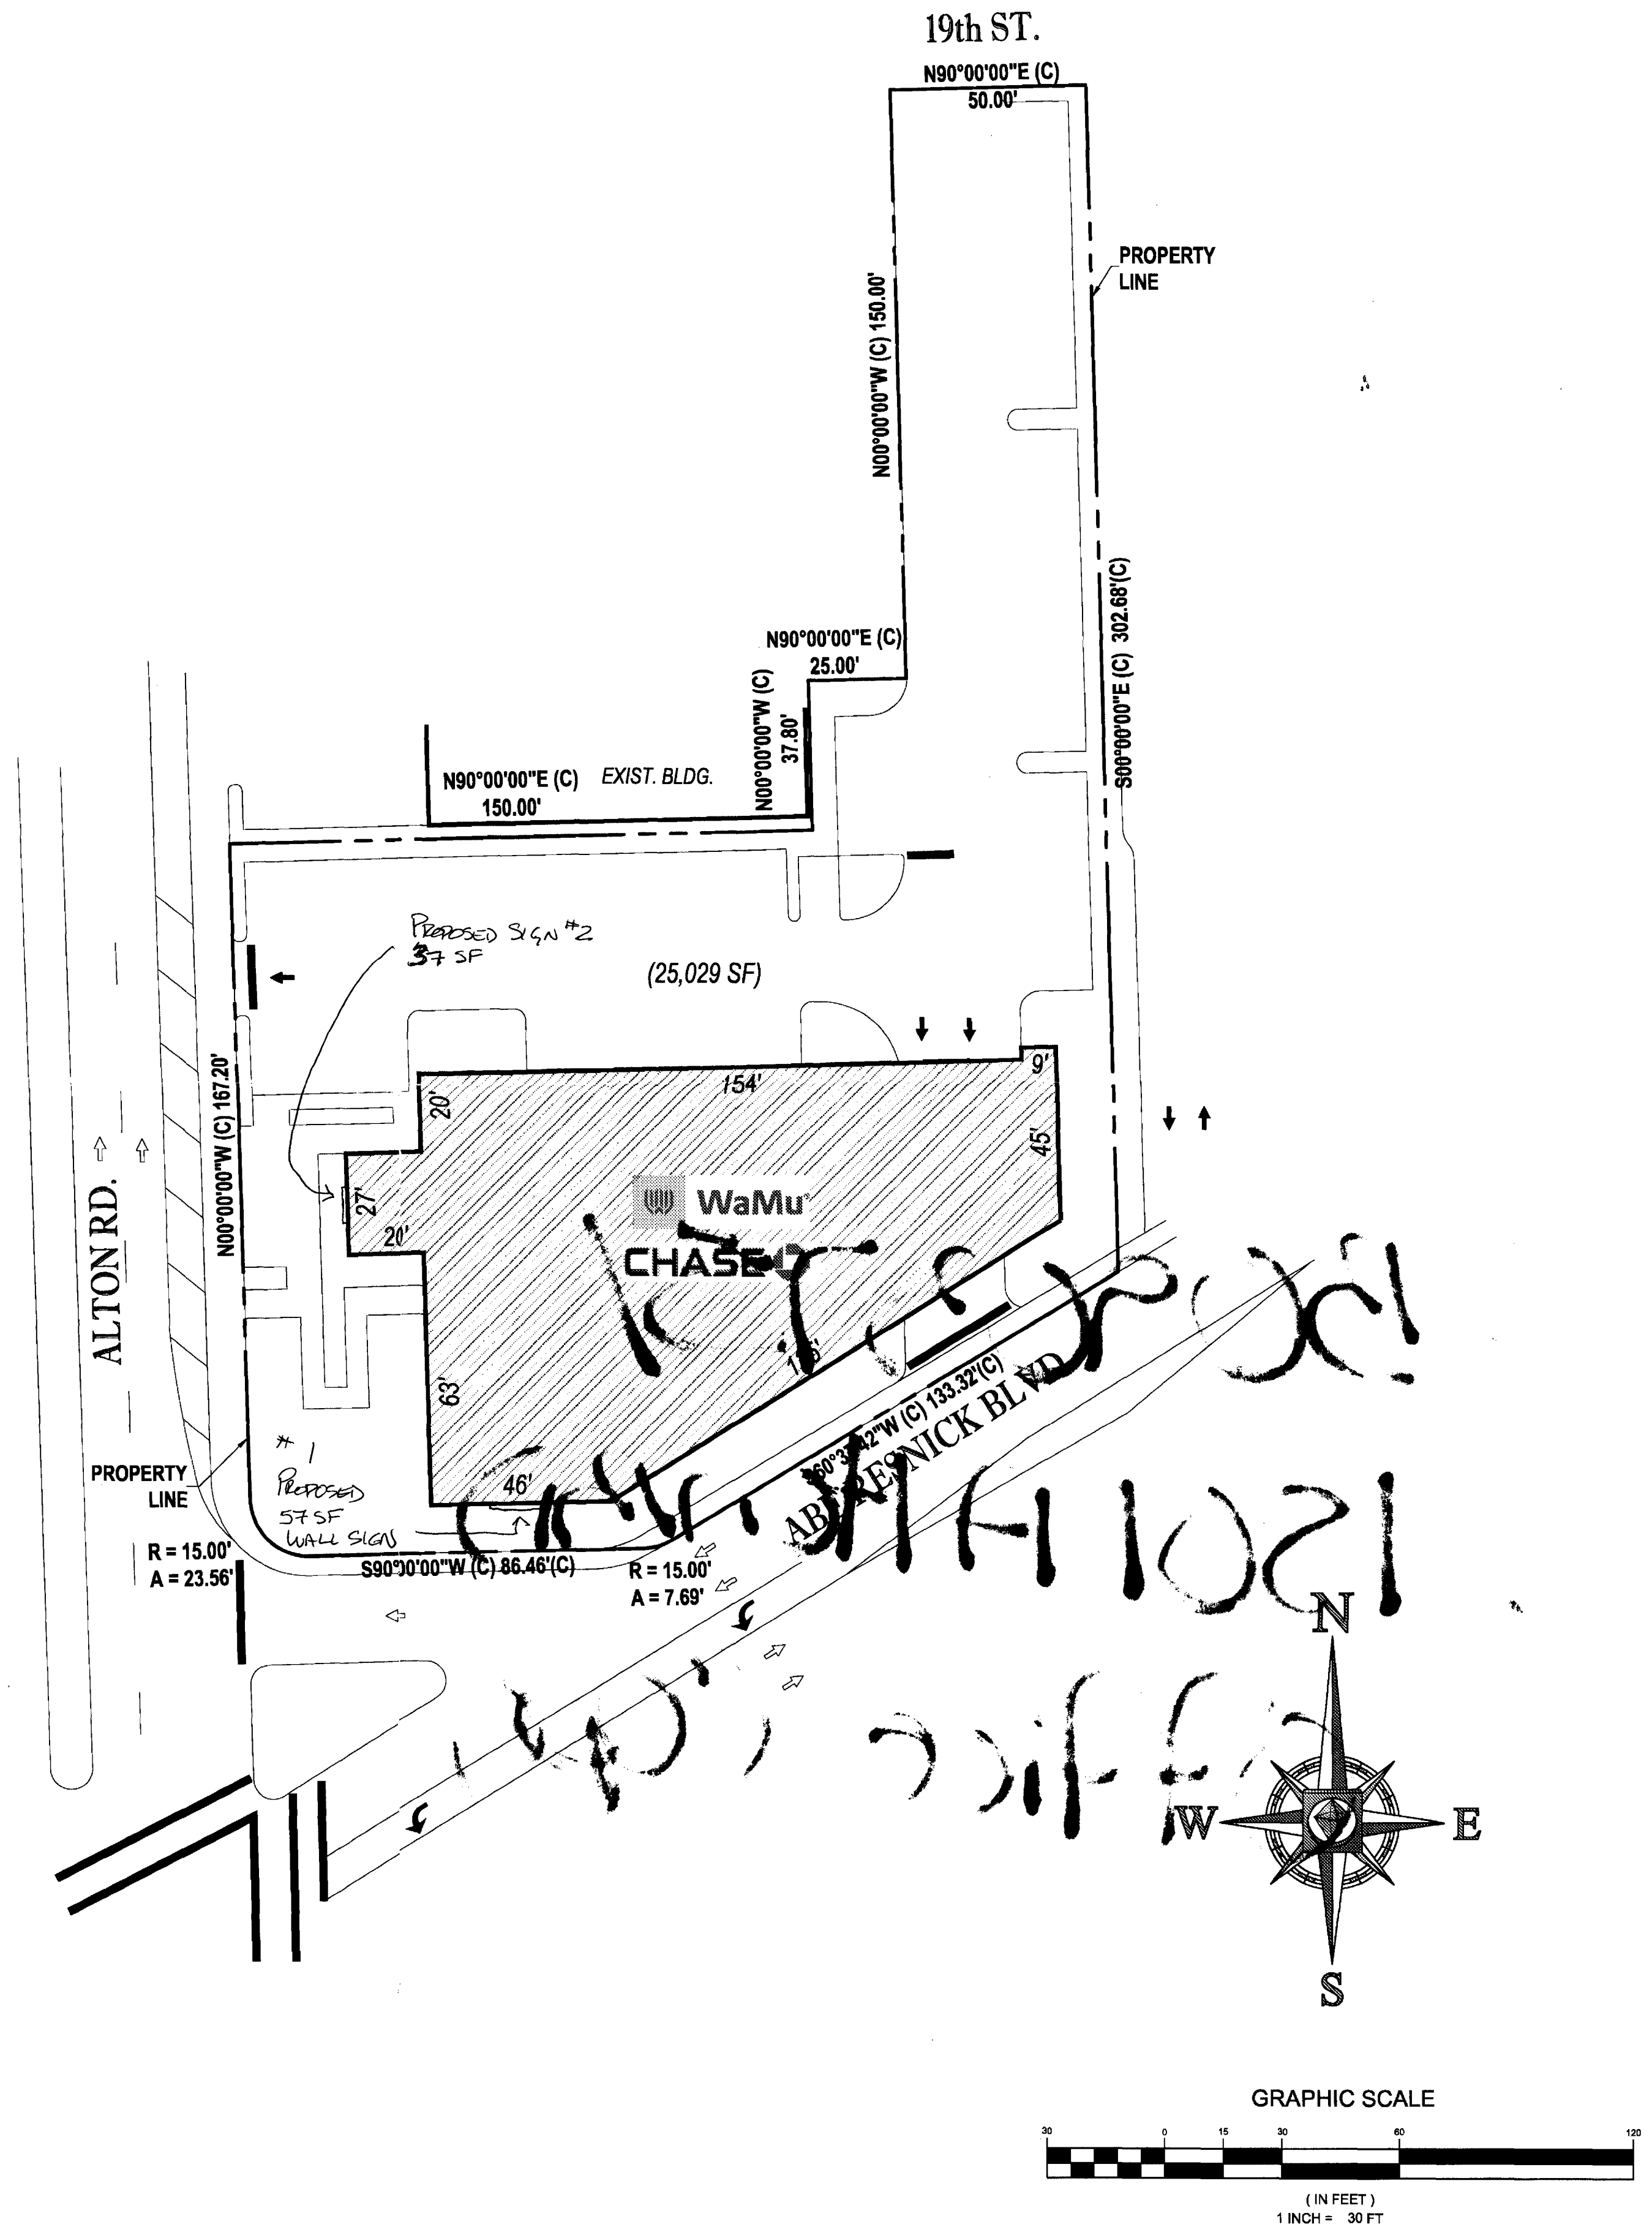 19th ST.
N90°00'00"E (C)
50.00'
PROPERTY
LINE
N00°00'00"W (C) 150.00'
S00°00'00"E (C) 302.68'(C)
N90°00'00"E (C)
25.00'
N00°00'00"W (C)
37.80'
N90°00'00"E (C)
150.00'
EXIST. BLDG.
PROPOSED SIGN #2
37 SF
(25,029 SF)
N00°00'00"W (C) 167.20'
ALTON RD.
154'
9'
20'
45'
27'
20'
WaMu
CHASE
63'
46'
133.32'(C)
ABE RESNICK BLVD
PROPERTY
LINE
# 1
PROPOSED
57 SF
WALL SIGN
R = 15.00'
A = 23.56'
S90°00'00"W (C) 86.46'(C)
R = 15.00'
A = 7.69'
N
W
E
S
GRAPHIC SCALE
30 0 15 30 60 120
( IN FEET )
1 INCH = 30 FT